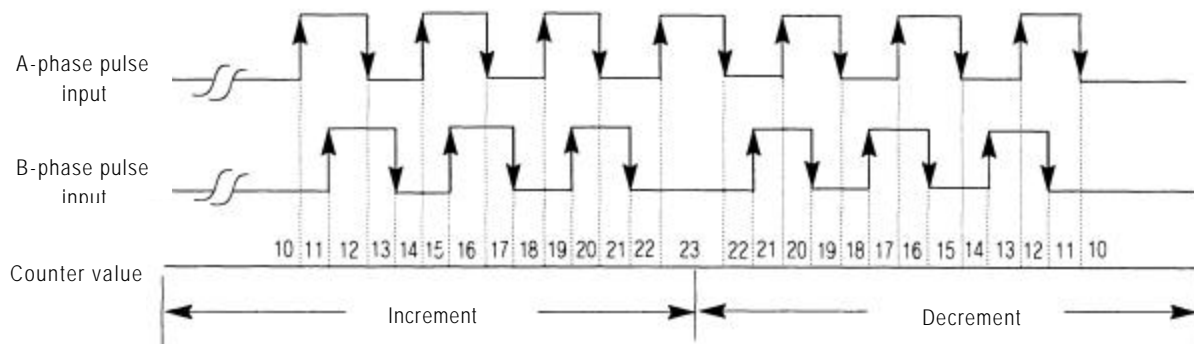 A-phase pulse
input
B-phase pulse
input
10 11 12 13 14 15 16 17 18 19 20 21 22 23 22 21 20 19 18 17 16 15 14 13 12 11 10
Counter value
Increment Decrement